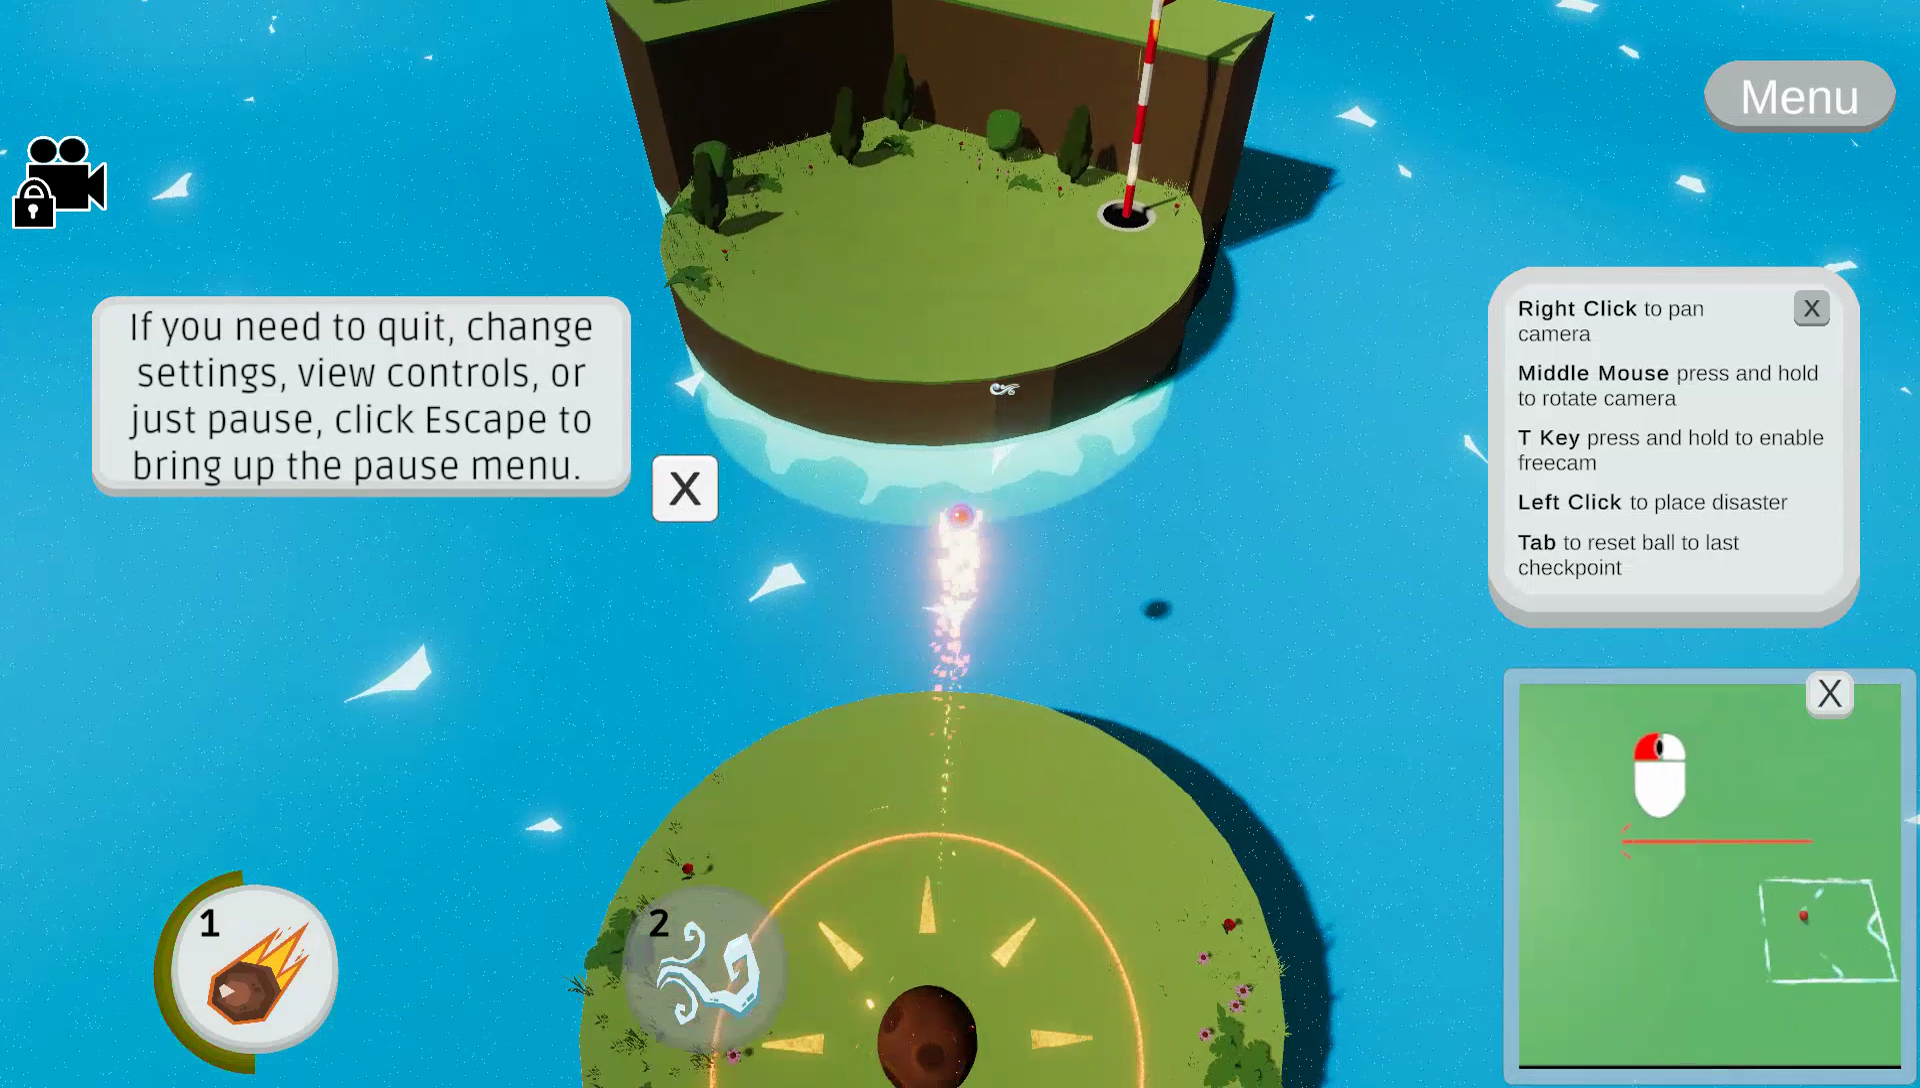 Menu
If you need to quit, change
settings, view controls, or
just pause, click Escape to
bring up the pause menu.
X
Right Click to pan
camera
X
Middle Mouse press and hold
to rotate camera
T Key press and hold to enable
freecam
Left Click to place disaster
Tab to reset ball to last
checkpoint
X
1
2